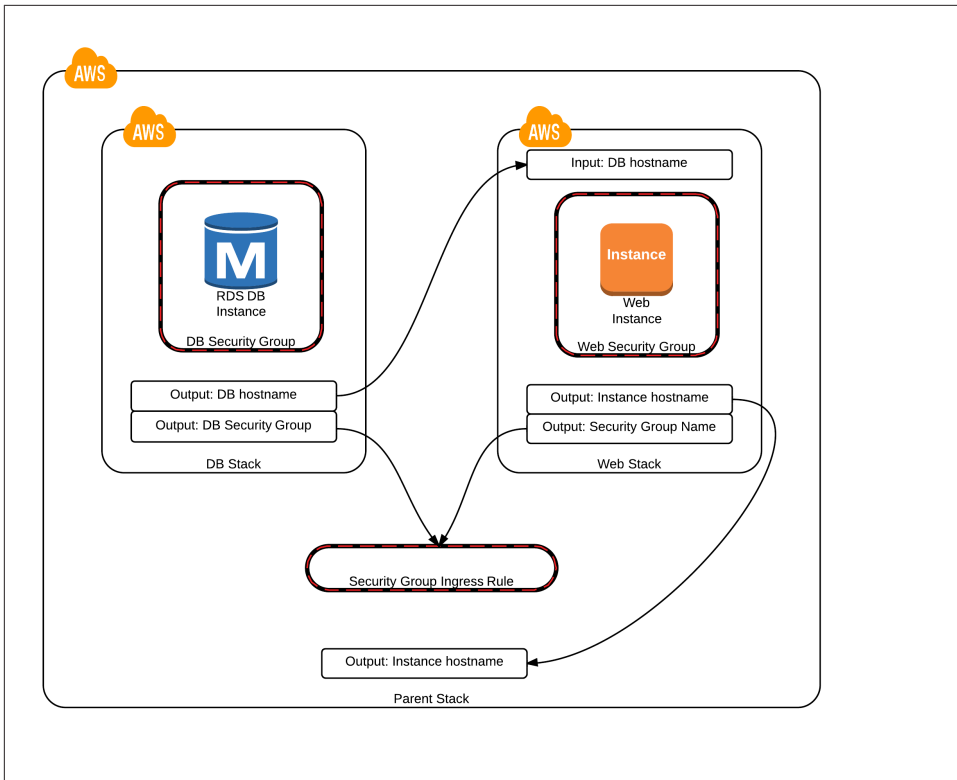 AWS
AWS
AWS
Input: DB hostname
M
RDS DB
Instance
DB Security Group
Instance
Web
Instance
Web Security Group
Output: DB hostname
Output: DB Security Group
DB Stack
Output: Instance hostname
Output: Security Group Name
Web Stack
Security Group Ingress Rule
Output: Instance hostname
Parent Stack